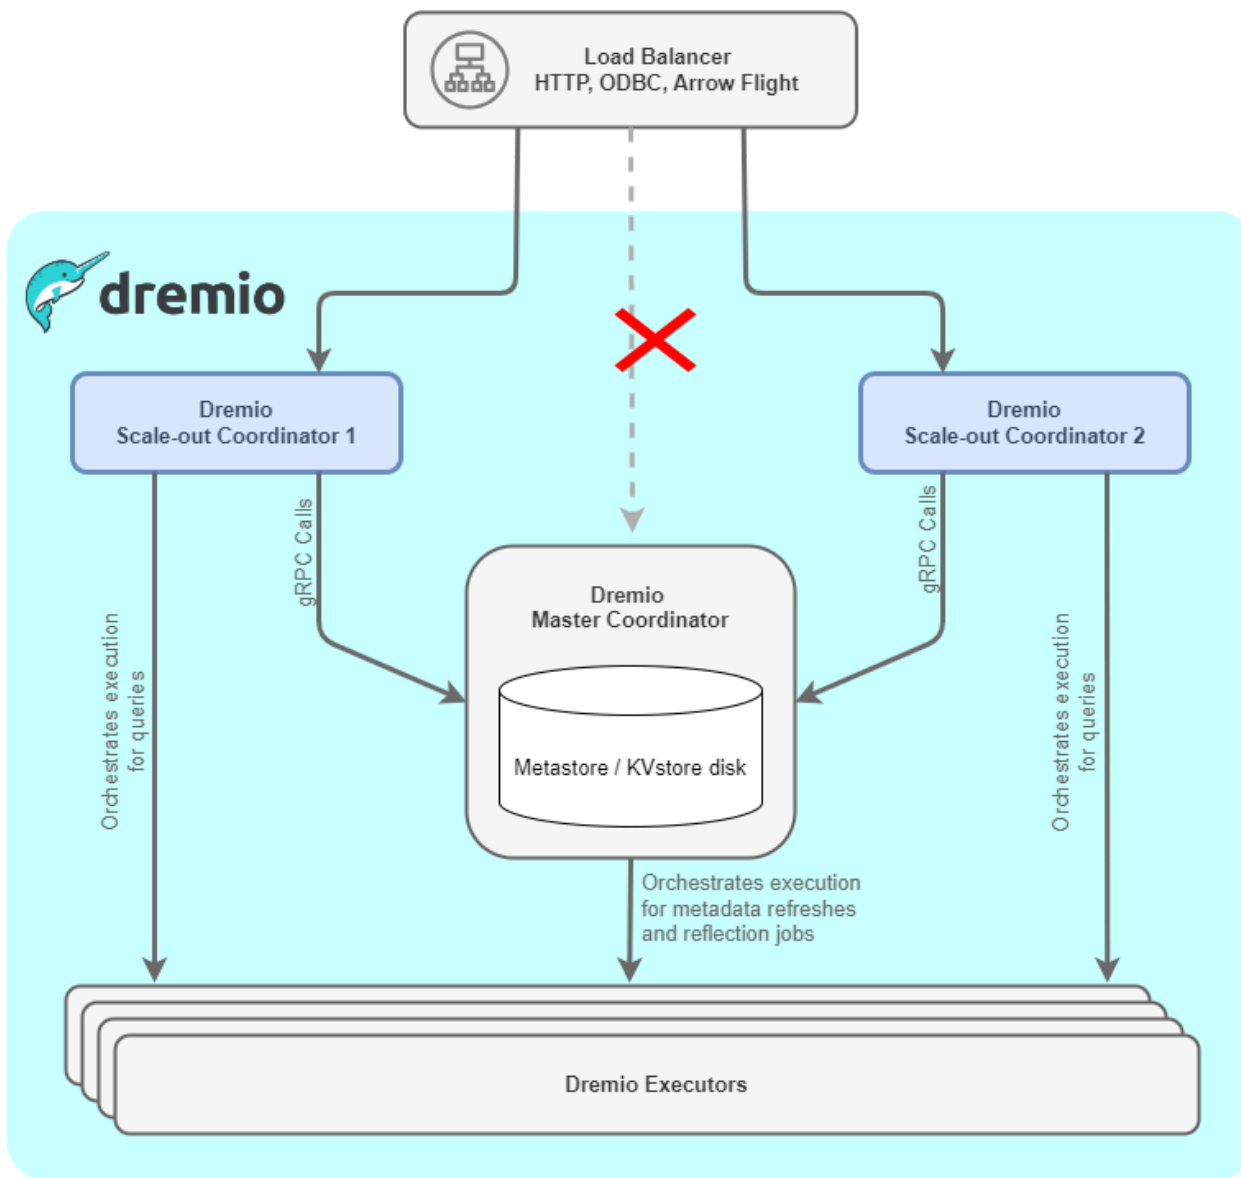 Load Balancer
HTTP, ODBC, Arrow Flight
dremio
Dremio
Scale-out Coordinator 1
Dremio
Scale-out Coordinator 2
gRPC Calls
gRPC Calls
Orchestrates execution
for queries
Dremio
Master Coordinator
Metastore / KVstore disk
Orchestrates execution
for queries
Orchestrates execution
for metadata refreshes
and reflection jobs
Dremio Executors